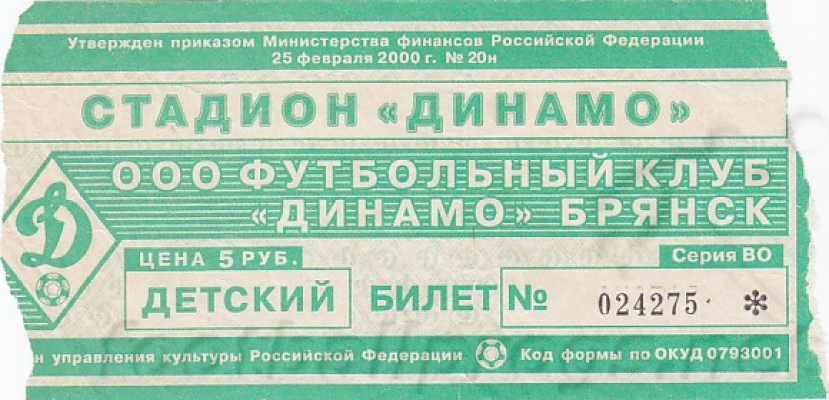 Утвержден приказом Министерства финансов Российской Федерации
25 февраля 2000 г. № 20н
СТАДИОН «ДИНАМО»
ООО ФУТБОЛЬНЫЙ КЛУБ
«ДИНАМО» БРЯНСК
Д
ЦЕНА 5 РУБ.
Серия ВО
ДЕТСКИЙ БИЛЕТ № 024275 *
н управления культуры Российской Федерации Код формы по ОКУД 0793001